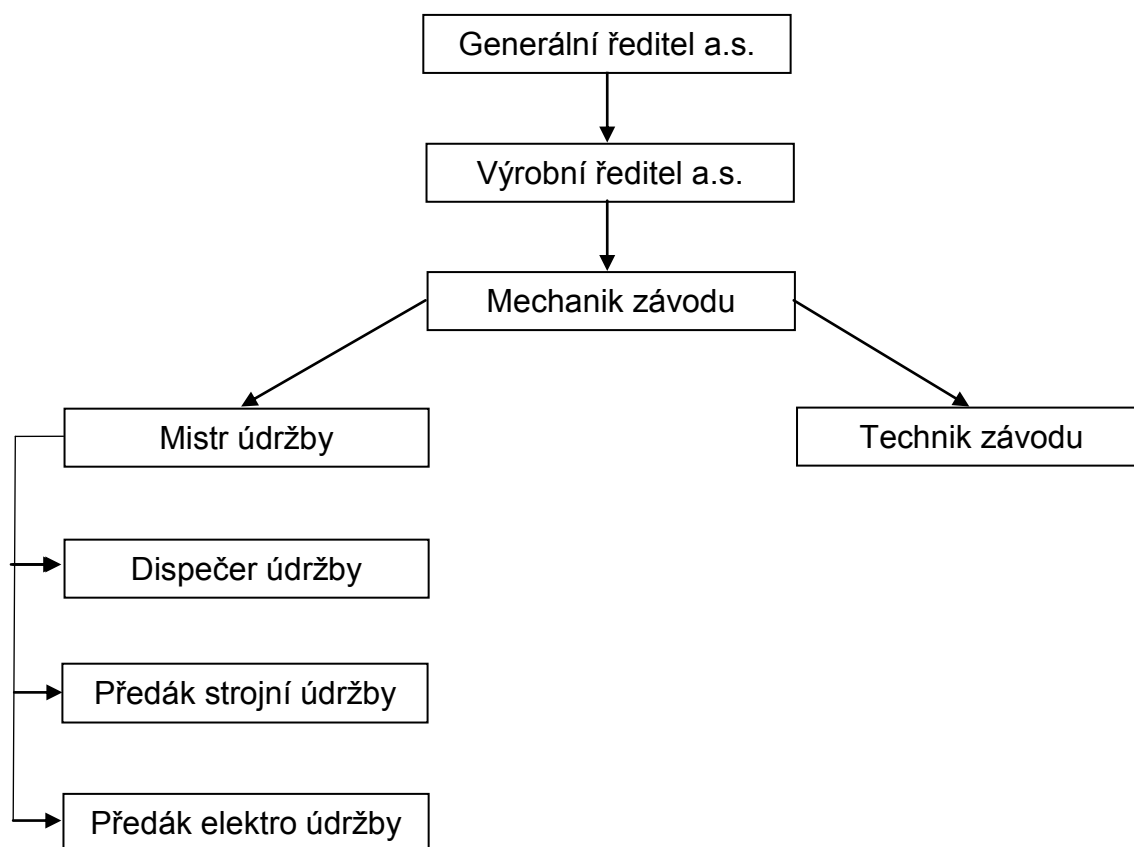 Generální ředitel a.s.
Výrobní ředitel a.s.
Mechanik závodu
Mistr údržby
Technik závodu
Dispečer údržby
Předák strojní údržby
Předák elektro údržby